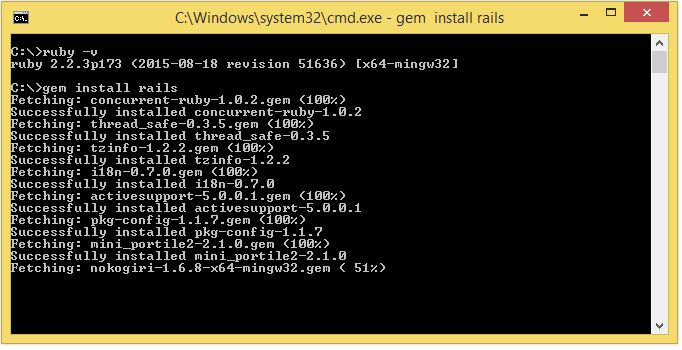 C:\Windows\system32\cmd.exe - gem  install rails
C:\>ruby -v
ruby 2.2.3p173 (2015-08-18 revision 51636) [x64-mingw32]
C:\>gem install rails
Fetching: concurrent-ruby-1.0.2.gem (100%)
Successfully installed concurrent-ruby-1.0.2
Fetching: thread_safe-0.3.5.gem (100%)
Successfully installed thread_safe-0.3.5
Fetching: tzinfo-1.2.2.gem (100%)
Successfully installed tzinfo-1.2.2
Fetching: i18n-0.7.0.gem (100%)
Successfully installed i18n-0.7.0
Fetching: activesupport-5.0.0.1.gem (100%)
Successfully installed activesupport-5.0.0.1
Fetching: pkg-config-1.1.7.gem (100%)
Successfully installed pkg-config-1.1.7
Fetching: mini_portile2-2.1.0.gem (100%)
Successfully installed mini_portile2-2.1.0
Fetching: nokogiri-1.6.8-x64-mingw32.gem ( 51%)